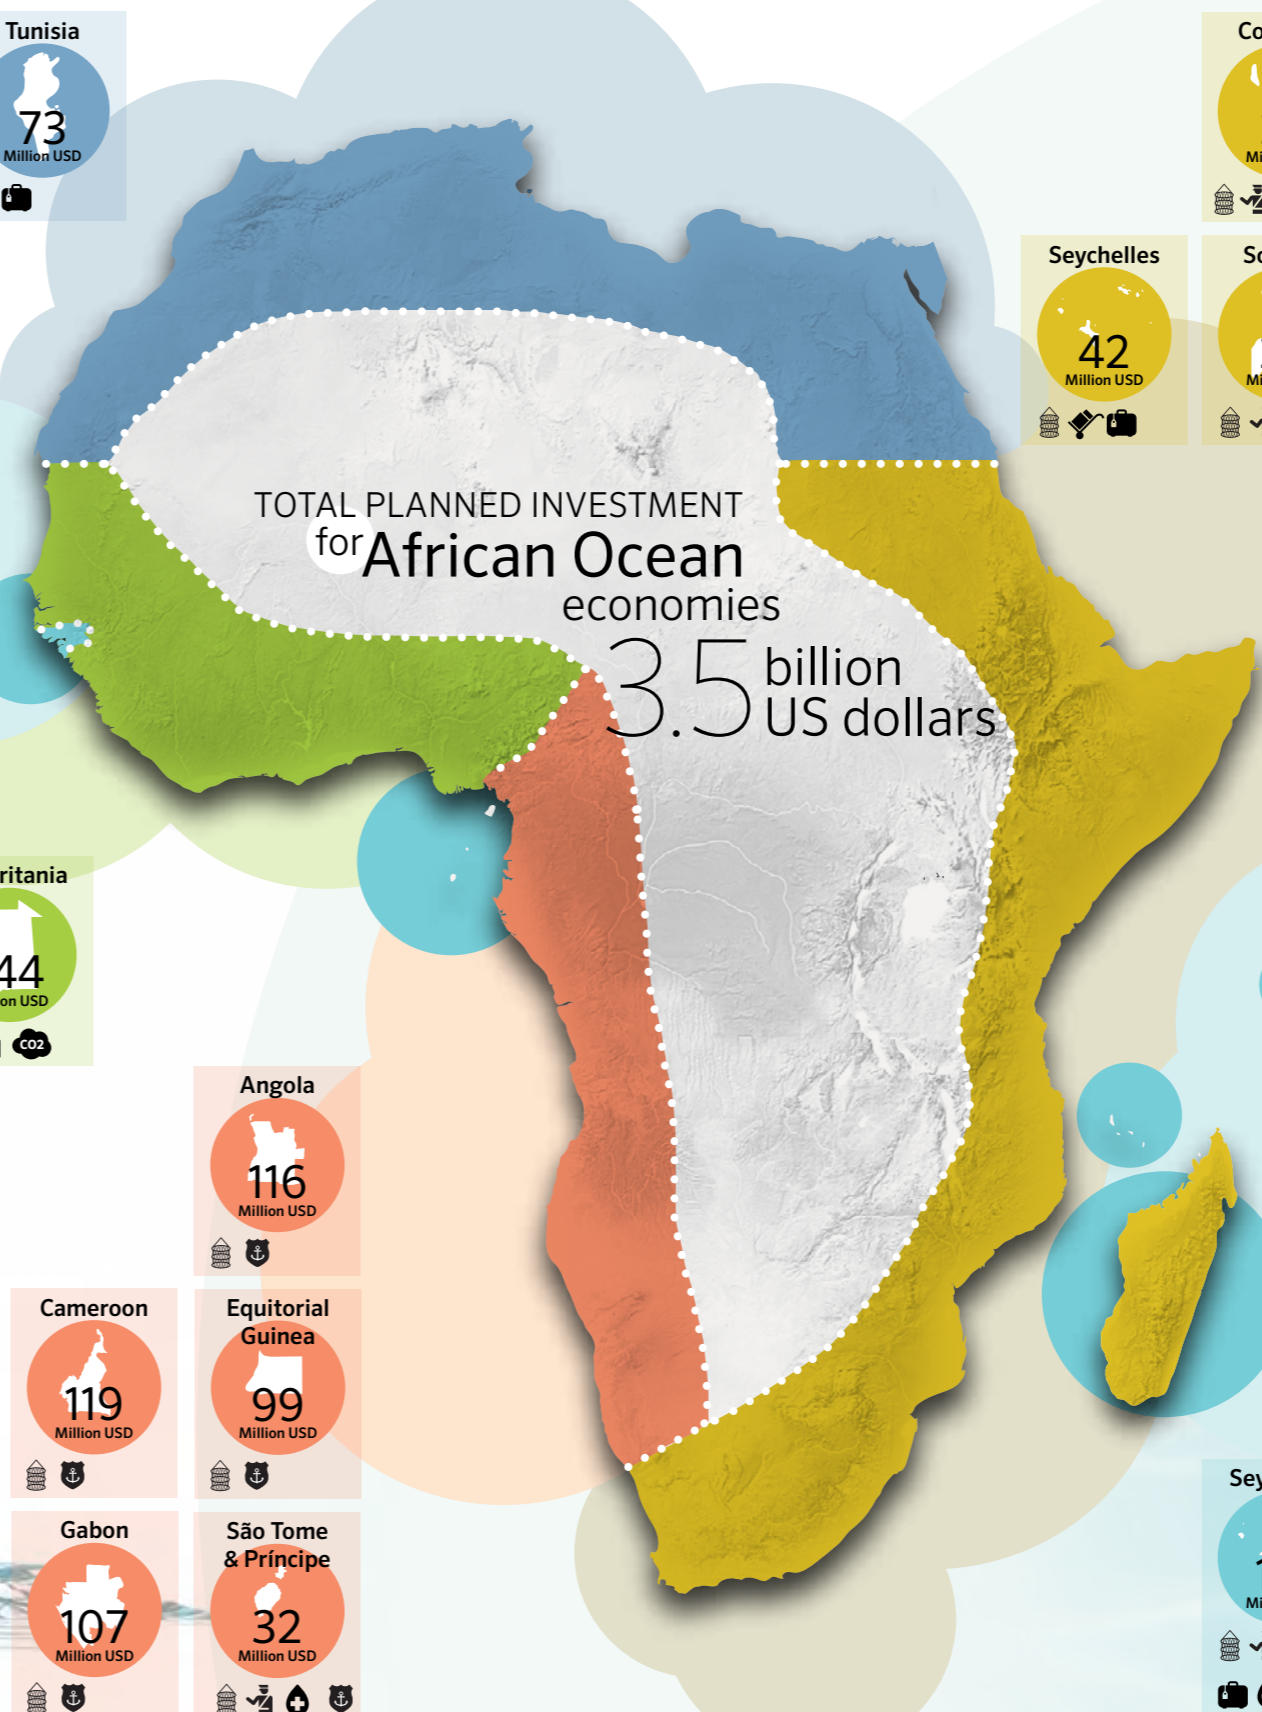 Tunisia
73
Million USD
Seychelles
42
Million USD
TOTAL PLANNED INVESTMENT
for African Ocean
economies
3.5 billion
US dollars
44
USD
CO2
Angola
116
Million USD
Cameroon
119
Million USD
Equitorial
Guinea
99
Million USD
Gabon
107
Million USD
São Tome
& Príncipe
32
Million USD